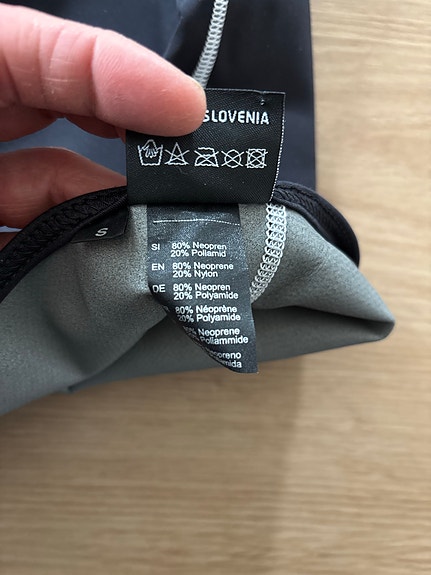 SLOVENIA
S
SI 80% Neopren
20% Poliamid
EN 80% Neoprene
20% Nylon
DE 80% Neopren
20% Polyamide
80% Néoprène
20% Polyamide
80% Neoprene
Poliammide